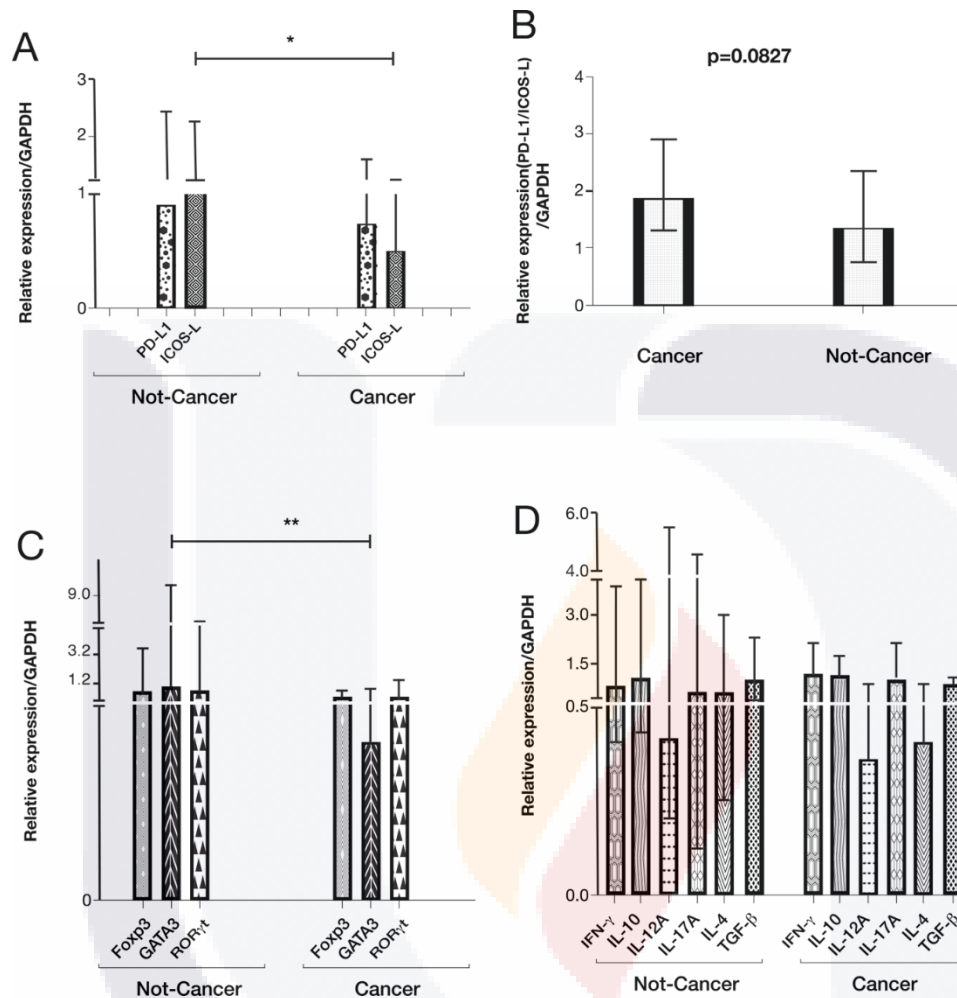 A
*
Relative expression/GAPDH
3
2
1
0
PD-L1
ICOS-L
PD-L1
ICOS-L
Not-Cancer
Cancer
B
p=0.0827
Relative expression(PD-L1/ICOS-L)
/GAPDH
4
3
2
1
0
Cancer
Not-Cancer
C
**
Relative expression/GAPDH
9.0
3.2
1.2
0
Foxp3
GATA3
RORγt
Foxp3
GATA3
RORγt
Not-Cancer
Cancer
D
Relative expression/GAPDH
6.0
4.0
3.0
1.5
0.5
0.0
IFN-γ
IL-10
IL-12A
IL-17A
IL-4
TGF-β
IFN-γ
IL-10
IL-12A
IL-17A
IL-4
TGF-β
Not-Cancer
Cancer